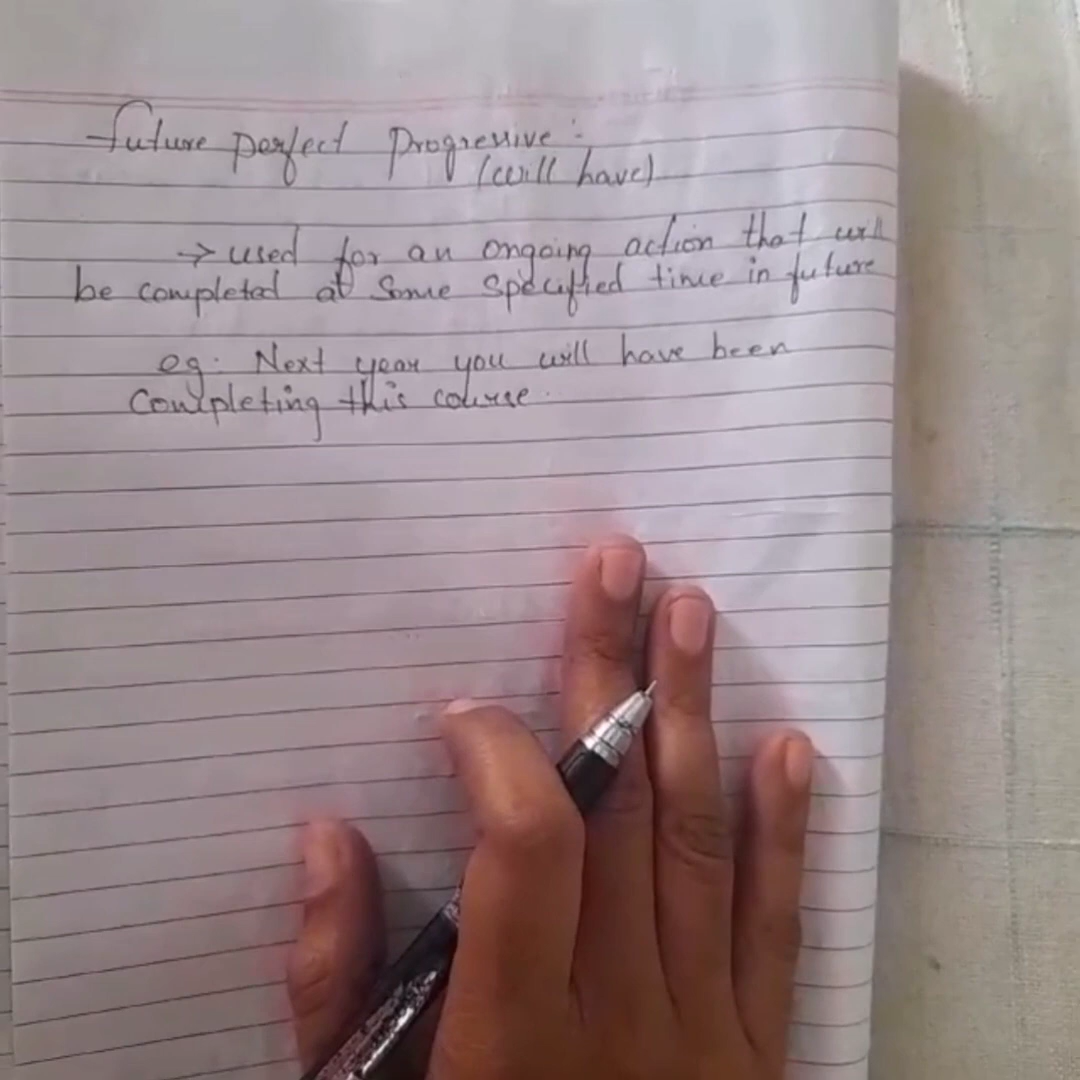 future perfect Progressive :-
(will have)
→ used for an ongoing action that will
be completed at some specified time in future
eg. Next year you will have been
Completing this course.